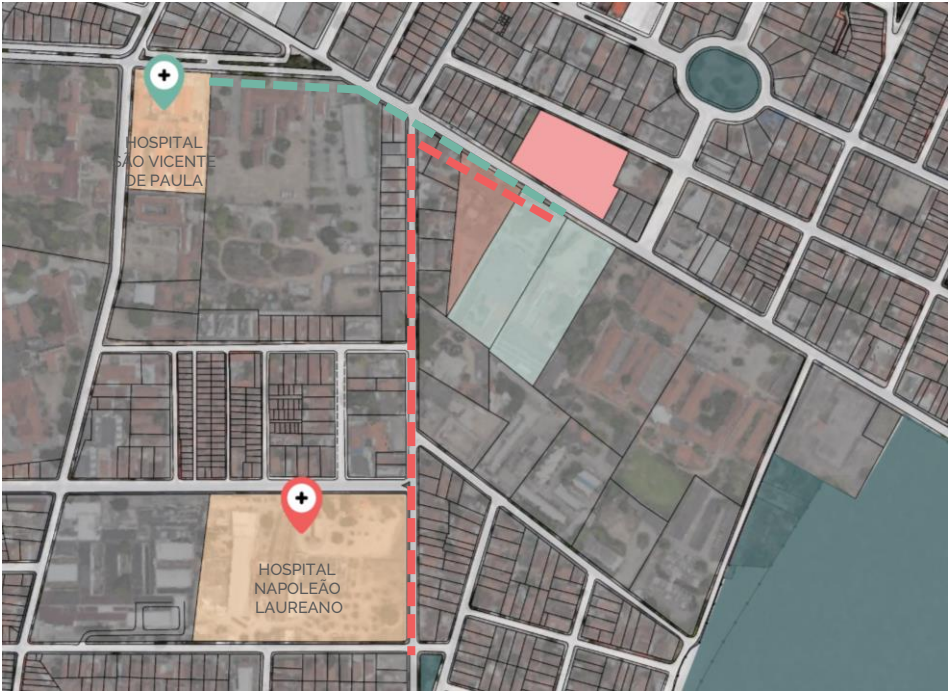 HOSPITAL
SÃO VICENTE
DE PAULA
HOSPITAL
NAPOLEÃO
LAUREANO